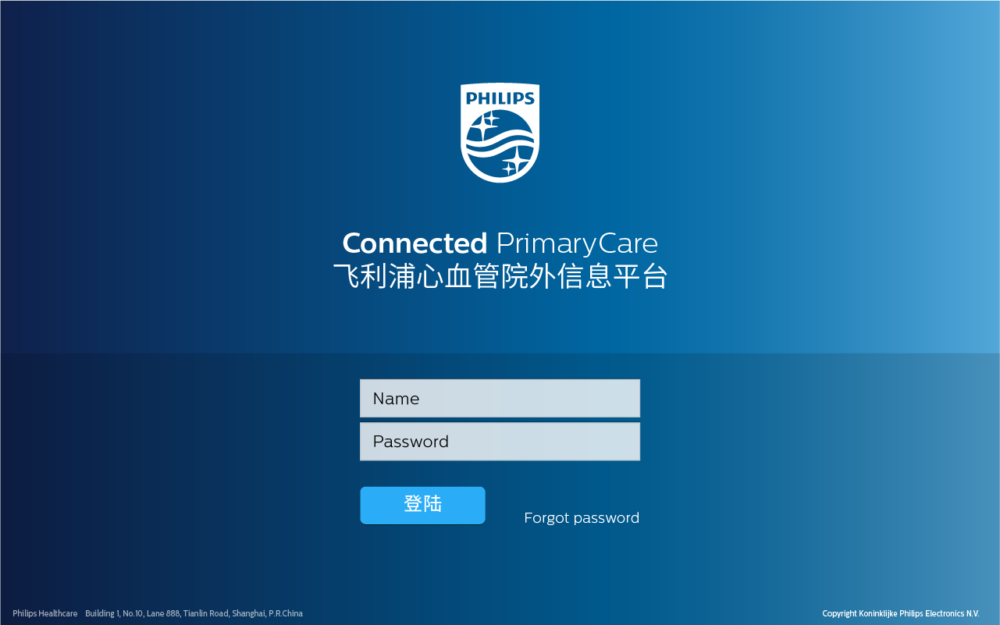 PHILIPS
Connected PrimaryCare
飞利浦心血管院外信息平台
Name
Password
登陆
Forgot password
Philips Healthcare Building 1, No.10, Lane 888, Tianlin Road, Shanghai, P.R.China
Copyright Koninklijke Philips Electronics N.V.